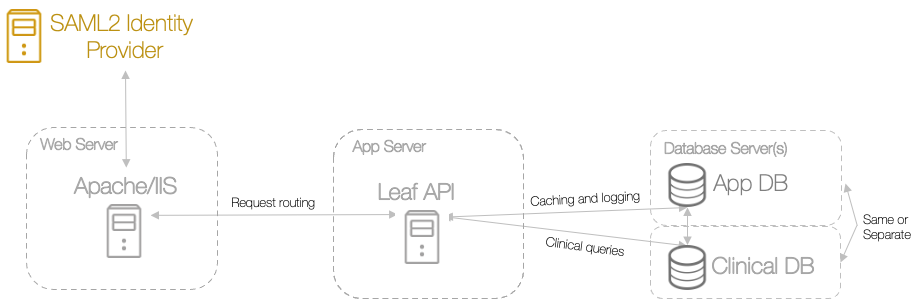 SAML2 Identity
Provider
Web Server
Apache/IIS
Request routing
App Server
Leaf API
Caching and logging
Clinical queries
Database Server(s)
App DB
Clinical DB
Same or
Separate